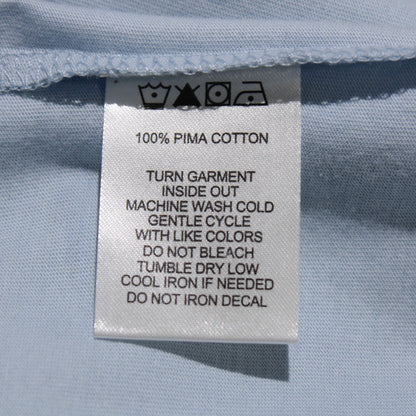 100% PIMA COTTON
TURN GARMENT
INSIDE OUT
MACHINE WASH COLD
GENTLE CYCLE
WITH LIKE COLORS
DO NOT BLEACH
TUMBLE DRY LOW
COOL IRON IF NEEDED
DO NOT IRON DECAL